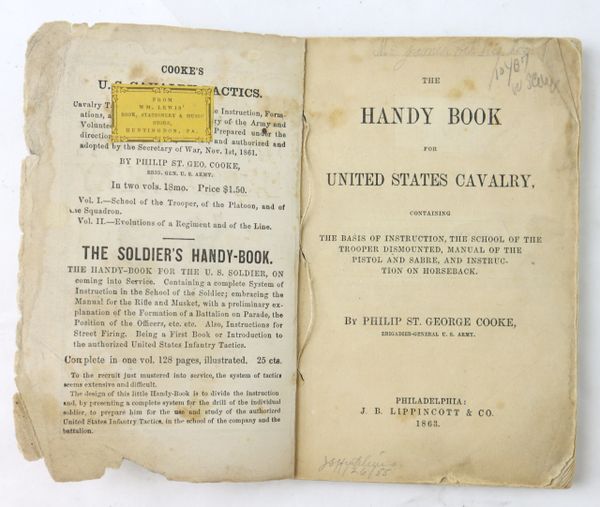 COOKE'S
U. S. CAVALRY TACTICS.
Cavalry T
e Instruction, Form-
ations, a
Volunte
ry of the Army and
Prepared under the
direction
and authorized and
adopted by the Secretary of War, Nov. 1st, 1861.
FROM
WM. LEWIS'
BOOK, STATIONERY & MUSIC
STORE,
HUNTINGDON, PA.
BY PHILIP ST. GEO. COOKE,
BRIG. GEN. U. S. ARMY.
In two vols. 18mo. Price $1.50.
Vol. I.—School of the Trooper, of the Platoon, and of
the Squadron.
Vol. II.—Evolutions of a Regiment and of the Line.
THE SOLDIER'S HANDY-BOOK.
THE HANDY-BOOK FOR THE U. S. SOLDIER, ON
coming into Service. Containing a complete System of
Instruction in the School of the Soldier; embracing the
Manual for the Rifle and Musket, with a preliminary ex-
planation of the Formation of a Battalion on Parade, the
Position of the Officers, etc. etc. Also, Instructions for
Street Firing. Being a First Book or Introduction to
the authorized United States Infantry Tactics.
Complete in one vol. 128 pages, illustrated. 25 cts.
To the recruit just mustered into service, the system of tactics
seems extensive and difficult.
The design of this little Handy-Book is to divide the instruction
and, by presenting a complete system for the drill of the individual
soldier, to prepare him for the use and study of the authorized
United States Infantry Tactics, in the school of the company and the
battalion.
THE
HANDY BOOK
FOR
UNITED STATES CAVALRY,
CONTAINING
THE BASIS OF INSTRUCTION, THE SCHOOL OF THE
TROOPER DISMOUNTED, MANUAL OF THE
PISTOL AND SABRE, AND INSTRUC-
TION ON HORSEBACK.
BY PHILIP ST. GEORGE COOKE,
BRIGADIER-GENERAL U. S. ARMY.
PHILADELPHIA:
J. B. LIPPINCOTT & CO.
1863.